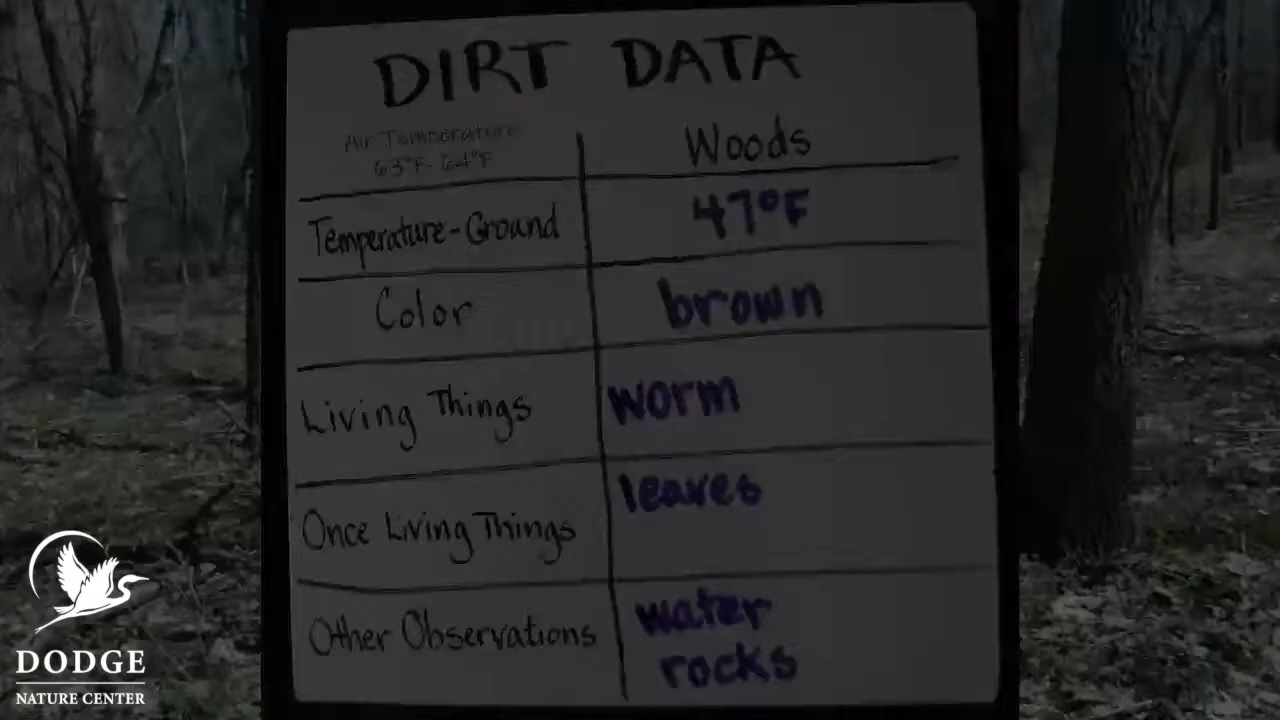 DIRT DATA
Air Temperature
63°F-64°F
Woods
Temperature-Ground
47°F
Color
brown
Living Things
worm
Once Living Things
leaves
Other Observations
water
rocks
DODGE
NATURE CENTER